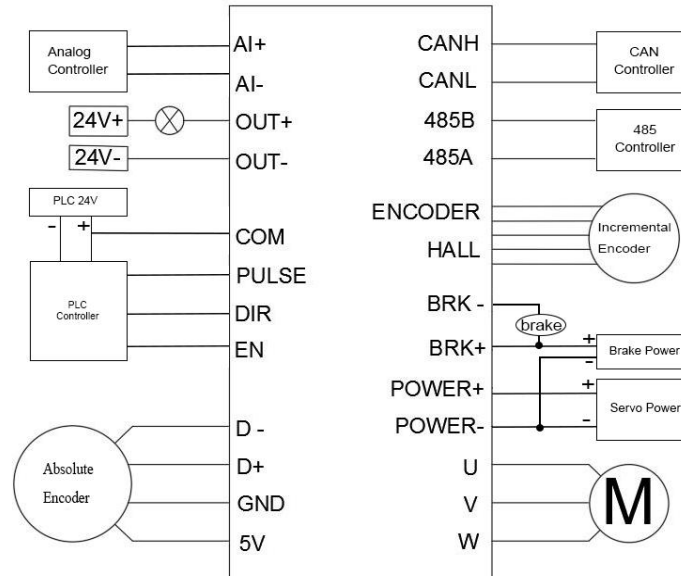 Analog
Controller
AI+
AI-
24V+
OUT+
24V-
OUT-
PLC 24V
-
+
COM
PULSE
PLC
Controller
DIR
EN
D -
D+
Absolute
Encoder
GND
5V
CANH
CANL
CAN
Controller
485B
485A
485
Controller
ENCODER
HALL
Incremental
Encoder
BRK -
brake
BRK+
+
-
Brake Power
POWER+
POWER-
+
-
Servo Power
U
V
W
M